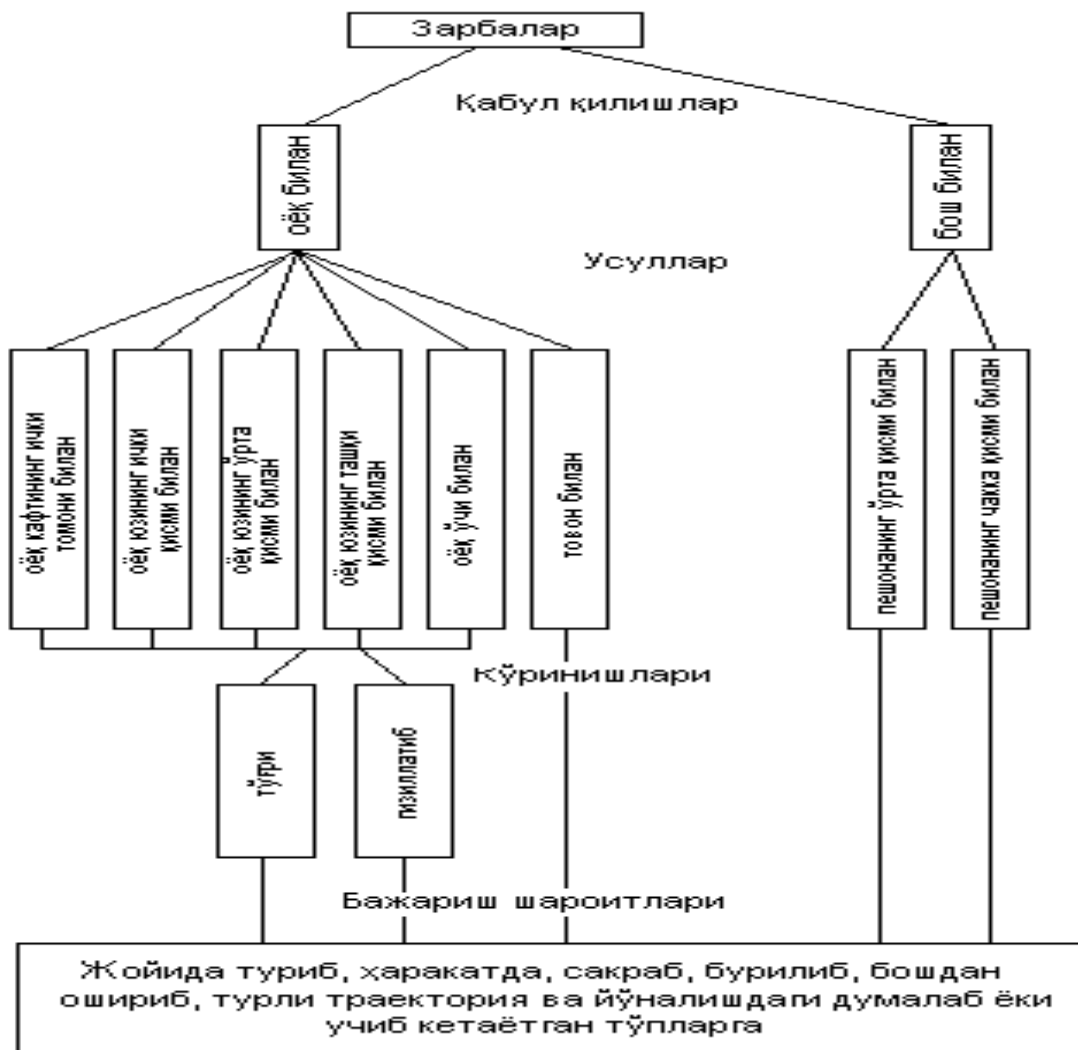 Зарбалар
Қабул қилишлар
оёқ билан
бош билан
Усуллар
оёқ кафтининг ички
томони билан
оёқ юзининг ички
қисми билан
оёқ юзининг ўрта
қисми билан
оёқ юзининг ташқи
қисми билан
оёқ ўчи билан
товон билан
пешонанинг ўрта қисми билан
пешонанинг чакка қисми билан
Кўринишлари
тўғри
гизиллатиб
Бажариш шароитлари
Жойида туриб, ҳаракатда, сакраб, бурилиб, бошдан
ошириб, турли траектория ва йўналишдаги думалаб ёки
учиб кетаётган тўпларга